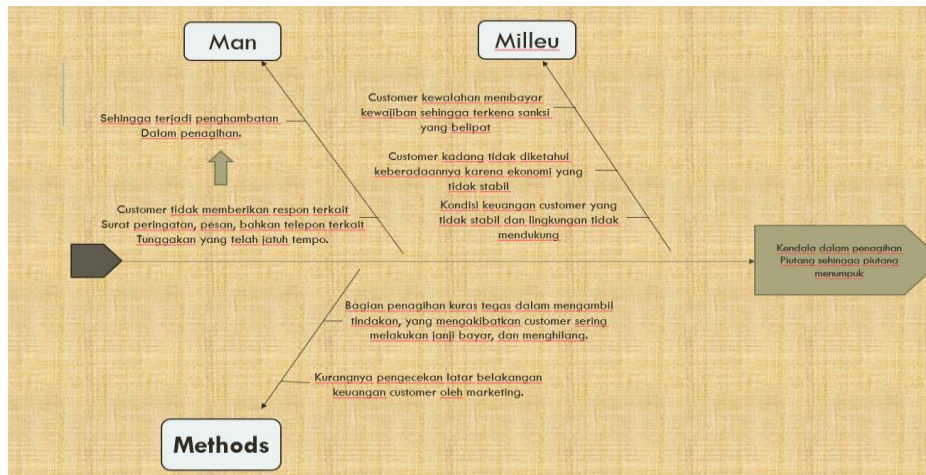 Man
Milleu
Customer kewalahan membayar
kewajiban sehingga terkena sanksi
yang belipat
Sehingga terjadi penghambatan
Dalam penagihan.
Customer kadang tidak diketahui
keberadaannya karena ekonomi yang
tidak stabil
Customer tidak memberikan respon terkait
Surat peringatan, pesan, bahkan telepon terkait
Tunggakan yang telah jatuh tempo.
Kondisi keuangan customer yang
tidak stabil dan lingkungan tidak
mendukung
Kendala dalam penagihan
Piutang sehingga piutang
menumpuk
Bagian penagihan kuras tegas dalam mengambil
tindakan, yang mengakibatkan customer sering
melakukan janji bayar, dan menghilang.
Kurangnya pengecekan latar belakangan
keuangan customer oleh marketing.
Methods